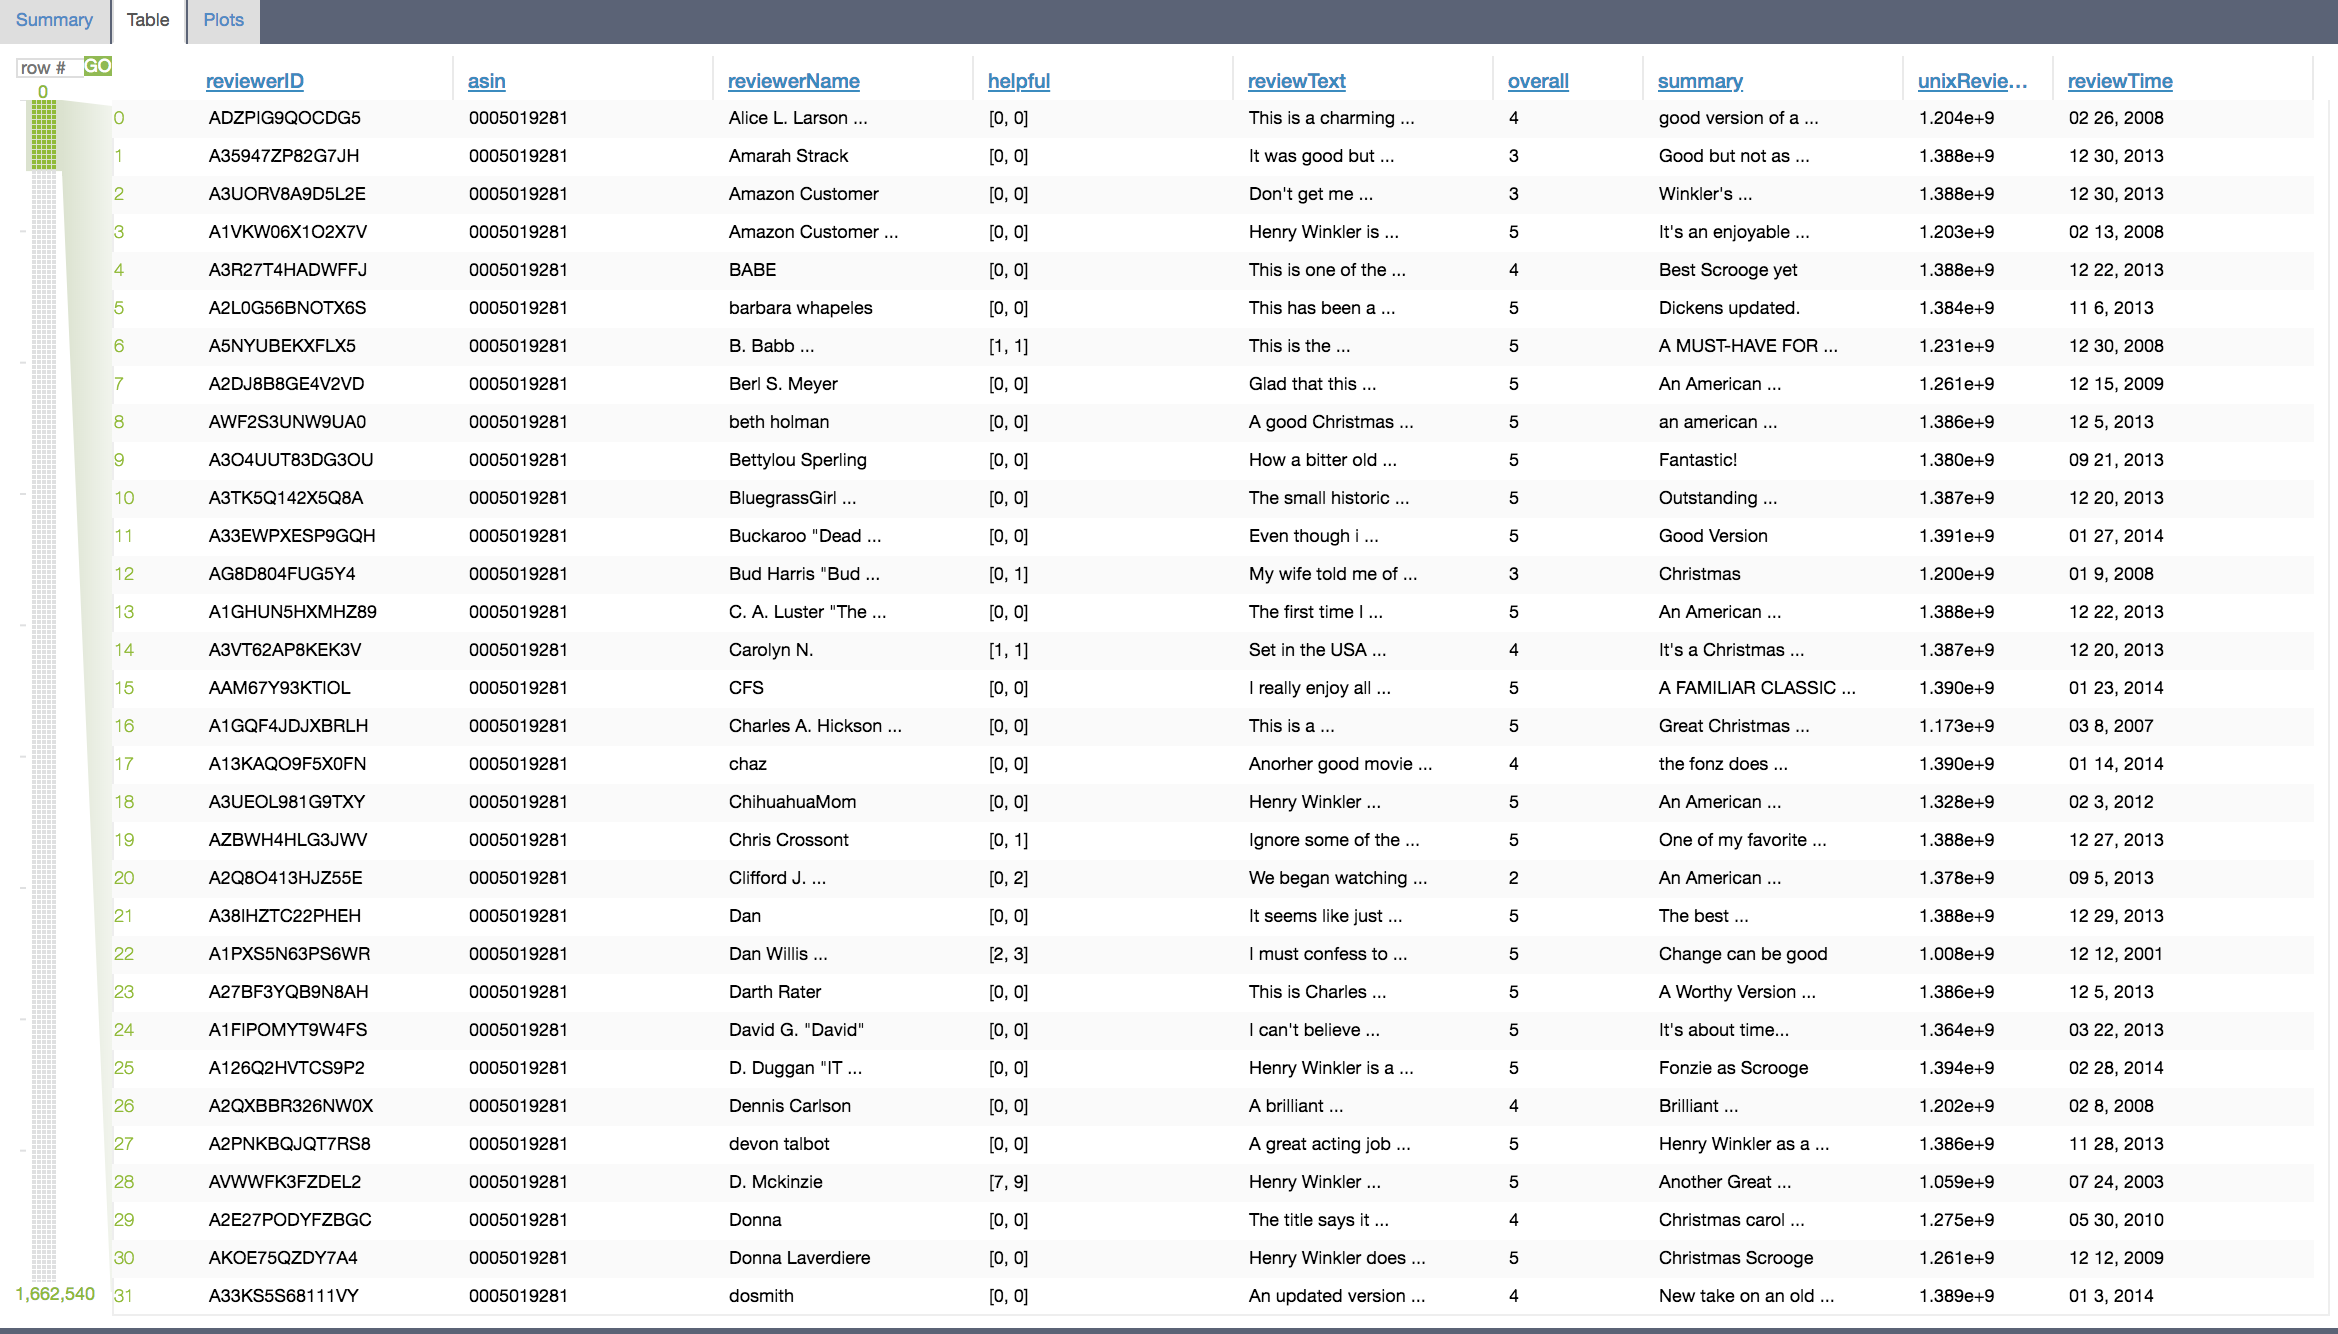 Summary Table Plots
row # GO reviewerID asin reviewerName helpful reviewText overall summary unixRevie... reviewTime
0
0 ADZPIG9QOCDG5 0005019281 Alice L. Larson ... [0, 0] This is a charming ... 4 good version of a ... 1.204e+9 02 26, 2008
1 A35947ZP82G7JH 0005019281 Amarah Strack [0, 0] It was good but ... 3 Good but not as ... 1.388e+9 12 30, 2013
2 A3UORV8A9D5L2E 0005019281 Amazon Customer [0, 0] Don't get me ... 3 Winkler's ... 1.388e+9 12 30, 2013
3 A1VKW06X1O2X7V 0005019281 Amazon Customer ... [0, 0] Henry Winkler is ... 5 It's an enjoyable ... 1.203e+9 02 13, 2008
4 A3R27T4HADWFFJ 0005019281 BABE [0, 0] This is one of the ... 4 Best Scrooge yet 1.388e+9 12 22, 2013
5 A2L0G56BNOTX6S 0005019281 barbara whapeles [0, 0] This has been a ... 5 Dickens updated. 1.384e+9 11 6, 2013
6 A5NYUBEKXFLX5 0005019281 B. Babb ... [1, 1] This is the ... 5 A MUST-HAVE FOR ... 1.231e+9 12 30, 2008
7 A2DJ8B8GE4V2VD 0005019281 Berl S. Meyer [0, 0] Glad that this ... 5 An American ... 1.261e+9 12 15, 2009
8 AWF2S3UNW9UA0 0005019281 beth holman [0, 0] A good Christmas ... 5 an american ... 1.386e+9 12 5, 2013
9 A3O4UUT83DG3OU 0005019281 Bettylou Sperling [0, 0] How a bitter old ... 5 Fantastic! 1.380e+9 09 21, 2013
10 A3TK5Q142X5Q8A 0005019281 BluegrassGirl ... [0, 0] The small historic ... 5 Outstanding ... 1.387e+9 12 20, 2013
11 A33EWPXESP9GQH 0005019281 Buckaroo "Dead ... [0, 0] Even though i ... 5 Good Version 1.391e+9 01 27, 2014
12 AG8D804FUG5Y4 0005019281 Bud Harris "Bud ... [0, 1] My wife told me of ... 3 Christmas 1.200e+9 01 9, 2008
13 A1GHUN5HXMHZ89 0005019281 C. A. Luster "The ... [0, 0] The first time I ... 5 An American ... 1.388e+9 12 22, 2013
14 A3VT62AP8KEK3V 0005019281 Carolyn N. [1, 1] Set in the USA ... 4 It's a Christmas ... 1.387e+9 12 20, 2013
15 AAM67Y93KTIOL 0005019281 CFS [0, 0] I really enjoy all ... 5 A FAMILIAR CLASSIC ... 1.390e+9 01 23, 2014
16 A1GQF4JDJXBRLH 0005019281 Charles A. Hickson ... [0, 0] This is a ... 5 Great Christmas ... 1.173e+9 03 8, 2007
17 A13KAQO9F5X0FN 0005019281 chaz [0, 0] Anorher good movie ... 4 the fonz does ... 1.390e+9 01 14, 2014
18 A3UEOL981G9TXY 0005019281 ChihuahuaMom [0, 0] Henry Winkler ... 5 An American ... 1.328e+9 02 3, 2012
19 AZBWH4HLG3JWV 0005019281 Chris Crossont [0, 1] Ignore some of the ... 5 One of my favorite ... 1.388e+9 12 27, 2013
20 A2Q8O413HJZ55E 0005019281 Clifford J. ... [0, 2] We began watching ... 2 An American ... 1.378e+9 09 5, 2013
21 A38IHZTC22PHEH 0005019281 Dan [0, 0] It seems like just ... 5 The best ... 1.388e+9 12 29, 2013
22 A1PXS5N63PS6WR 0005019281 Dan Willis ... [2, 3] I must confess to ... 5 Change can be good 1.008e+9 12 12, 2001
23 A27BF3YQB9N8AH 0005019281 Darth Rater [0, 0] This is Charles ... 5 A Worthy Version ... 1.386e+9 12 5, 2013
24 A1FIPOMYT9W4FS 0005019281 David G. "David" [0, 0] I can't believe ... 5 It's about time... 1.364e+9 03 22, 2013
25 A126Q2HVTCS9P2 0005019281 D. Duggan "IT ... [0, 0] Henry Winkler is a ... 5 Fonzie as Scrooge 1.394e+9 02 28, 2014
26 A2QXBBR326NW0X 0005019281 Dennis Carlson [0, 0] A brilliant ... 4 Brilliant ... 1.202e+9 02 8, 2008
27 A2PNKBQJQT7RS8 0005019281 devon talbot [0, 0] A great acting job ... 5 Henry Winkler as a ... 1.386e+9 11 28, 2013
28 AVWWFK3FZDEL2 0005019281 D. Mckinzie [7, 9] Henry Winkler ... 5 Another Great ... 1.059e+9 07 24, 2003
29 A2E27PODYFZBGC 0005019281 Donna [0, 0] The title says it ... 4 Christmas carol ... 1.275e+9 05 30, 2010
30 AKOE75QZDY7A4 0005019281 Donna Laverdiere [0, 0] Henry Winkler does ... 5 Christmas Scrooge 1.261e+9 12 12, 2009
1,662,540 31 A33KS5S68111VY 0005019281 dosmith [0, 0] An updated version ... 4 New take on an old ... 1.389e+9 01 3, 2014